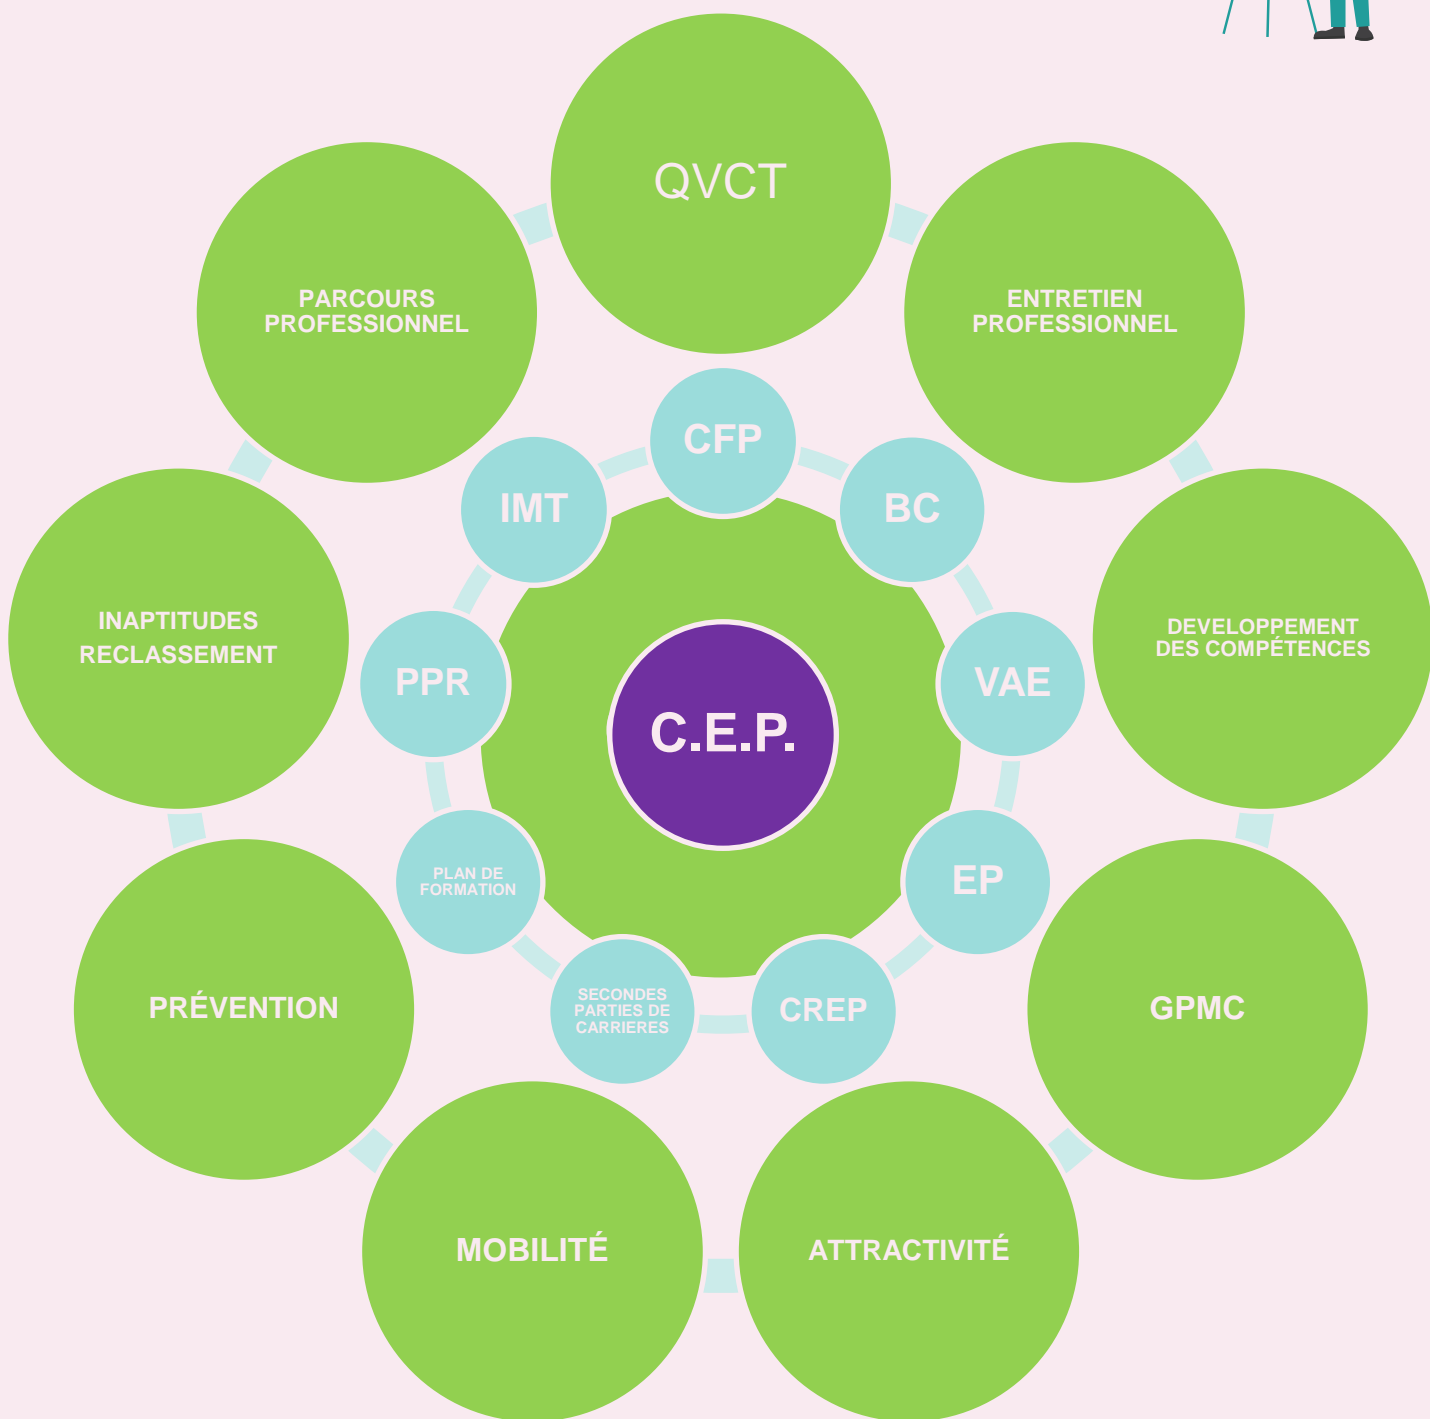 QVCT
PARCOURS
PROFESSIONNEL
ENTRETIEN
PROFESSIONNEL
CFP
IMT
BC
INAPTITUDES
RECLASSEMENT
DEVELOPPEMENT
DES COMPÉTENCES
PPR
VAE
C.E.P.
PLAN DE
FORMATION
EP
SECONDES
PARTIES DE
CARRIERES
CREP
PRÉVENTION
GPMC
MOBILITÉ
ATTRACTIVITÉ